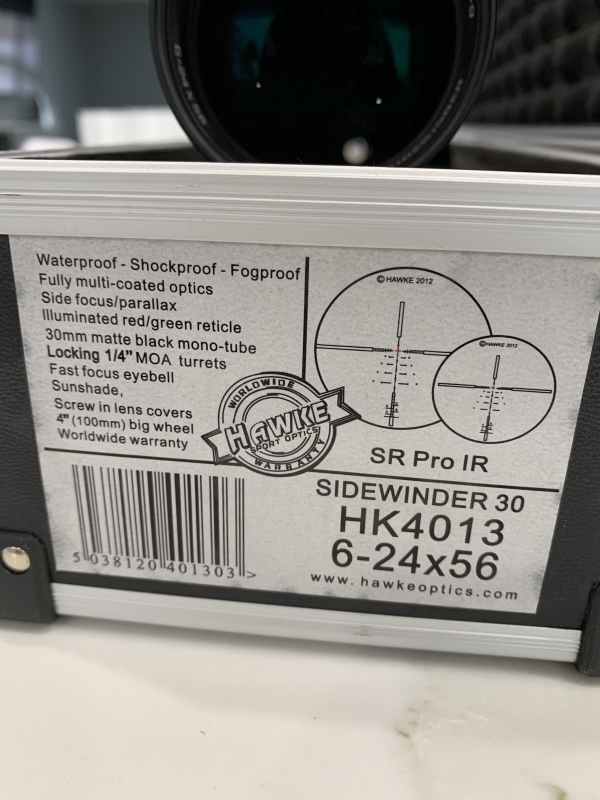 Waterproof - Shockproof - Fogproof
Fully multi-coated optics
Side focus/parallax
Illuminated red/green reticle
30mm matte black mono-tube
Locking 1/4" MOA turrets
Fast focus eyebell
Sunshade,
Screw in lens covers
4" (100mm) big wheel
Worldwide warranty
WORLDWIDE
HAWKE
SPORT OPTICS
WARRANTY
© HAWKE 2012
© HAWKE 2012
SR Pro IR
SIDEWINDER 30
HK4013
6-24x56
www.hawkeoptics.com
5 038120 401303 >